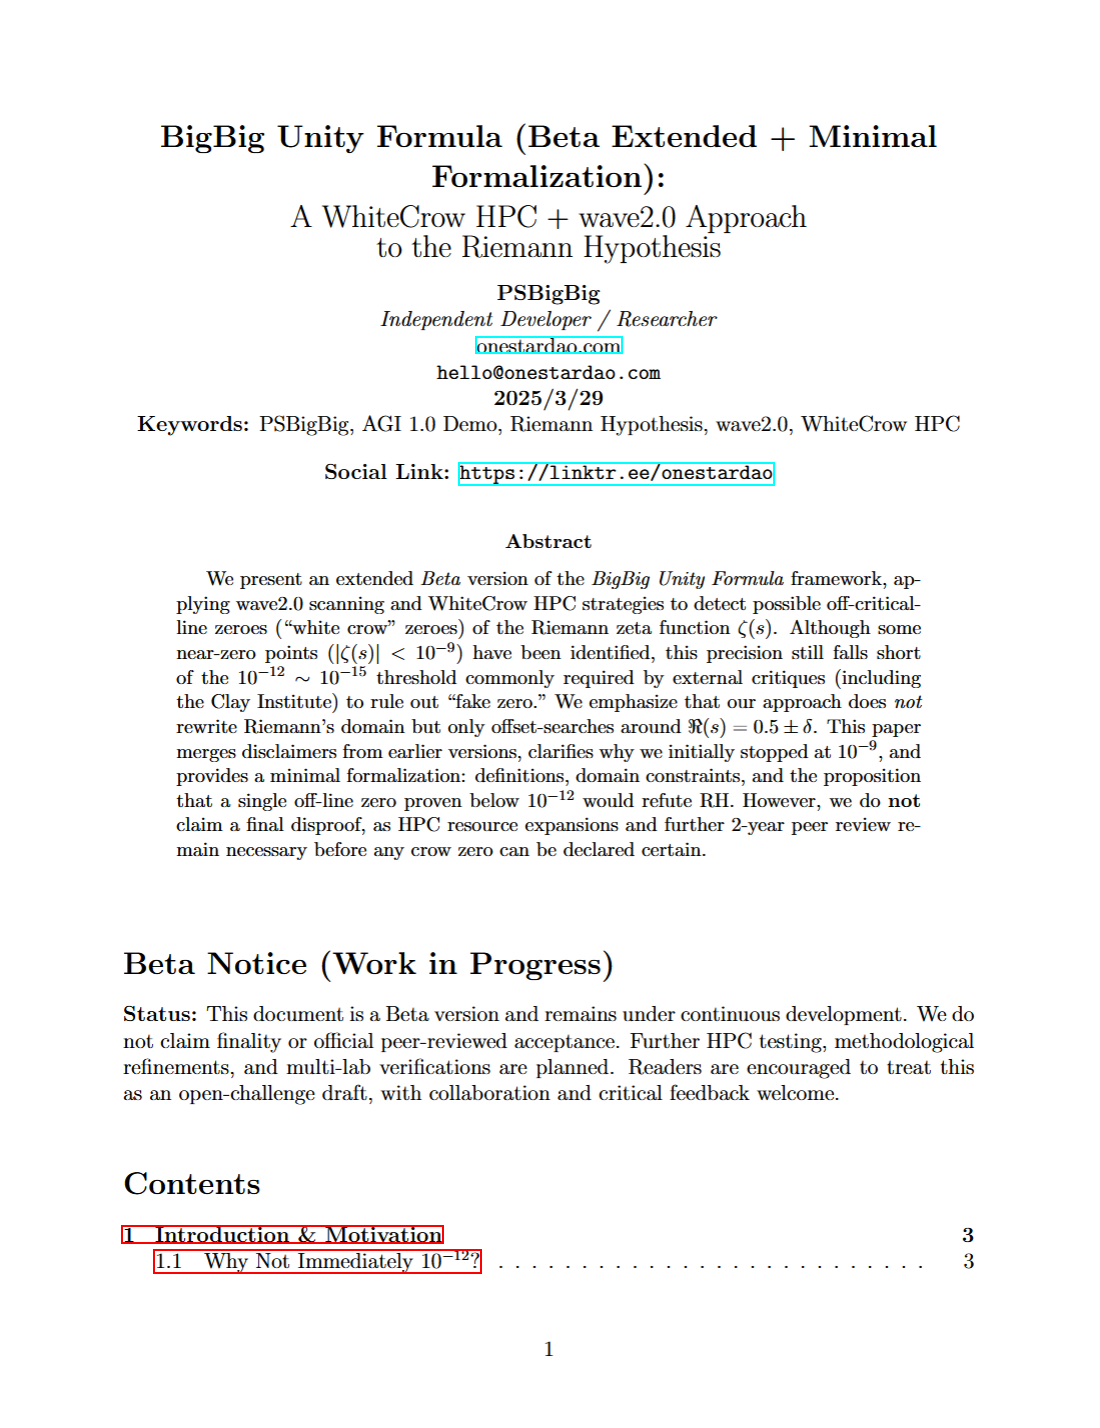 BigBig Unity Formula (Beta Extended + Minimal
Formalization):
A WhiteCrow HPC + wave2.0 Approach
to the Riemann Hypothesis
PSBigBig
Independent Developer / Researcher
onestardao.com
hello@onestardao.com
2025/3/29
Keywords: PSBigBig, AGI 1.0 Demo, Riemann Hypothesis, wave2.0, WhiteCrow HPC
Social Link: https://linktr.ee/onestardao
Abstract
We present an extended Beta version of the BigBig Unity Formula framework, ap-
plying wave2.0 scanning and WhiteCrow HPC strategies to detect possible off-critical-
line zeroes (“white crow” zeroes) of the Riemann zeta function ζ(s). Although some
near-zero points (|ζ(s)| < 10⁻⁹) have been identified, this precision still falls short
of the 10⁻¹² ∼ 10⁻¹⁵ threshold commonly required by external critiques (including
the Clay Institute) to rule out “fake zero.” We emphasize that our approach does not
rewrite Riemann’s domain but only offset-searches around ℜ(s) = 0.5 ± δ. This paper
merges disclaimers from earlier versions, clarifies why we initially stopped at 10⁻⁹, and
provides a minimal formalization: definitions, domain constraints, and the proposition
that a single off-line zero proven below 10⁻¹² would refute RH. However, we do not
claim a final disproof, as HPC resource expansions and further 2-year peer review re-
main necessary before any crow zero can be declared certain.
Beta Notice (Work in Progress)
Status: This document is a Beta version and remains under continuous development. We do
not claim finality or official peer-reviewed acceptance. Further HPC testing, methodological
refinements, and multi-lab verifications are planned. Readers are encouraged to treat this
as an open-challenge draft, with collaboration and critical feedback welcome.
Contents
1 Introduction & Motivation 3
1.1 Why Not Immediately 10⁻¹²? . . . . . . . . . . . . . . . . . . . . . . . . . . 3
1